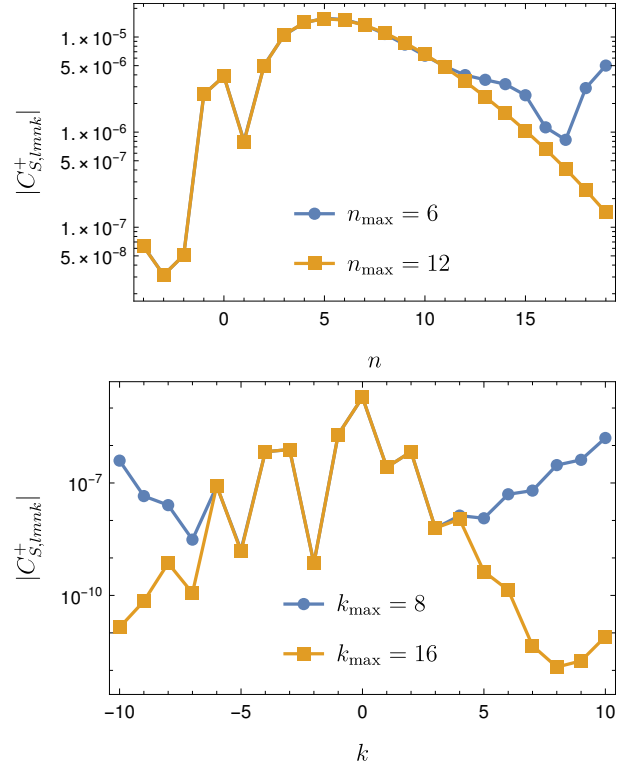 1. × 10⁻⁵
5. × 10⁻⁶
1. × 10⁻⁶
5. × 10⁻⁷
1. × 10⁻⁷
5. × 10⁻⁸
|C⁺_{S,lmnk}|
n_max = 6
n_max = 12
0 5 10 15
n
10⁻⁷
10⁻¹⁰
|C⁺_{S,lmnk}|
k_max = 8
k_max = 16
−10 −5 0 5 10
k